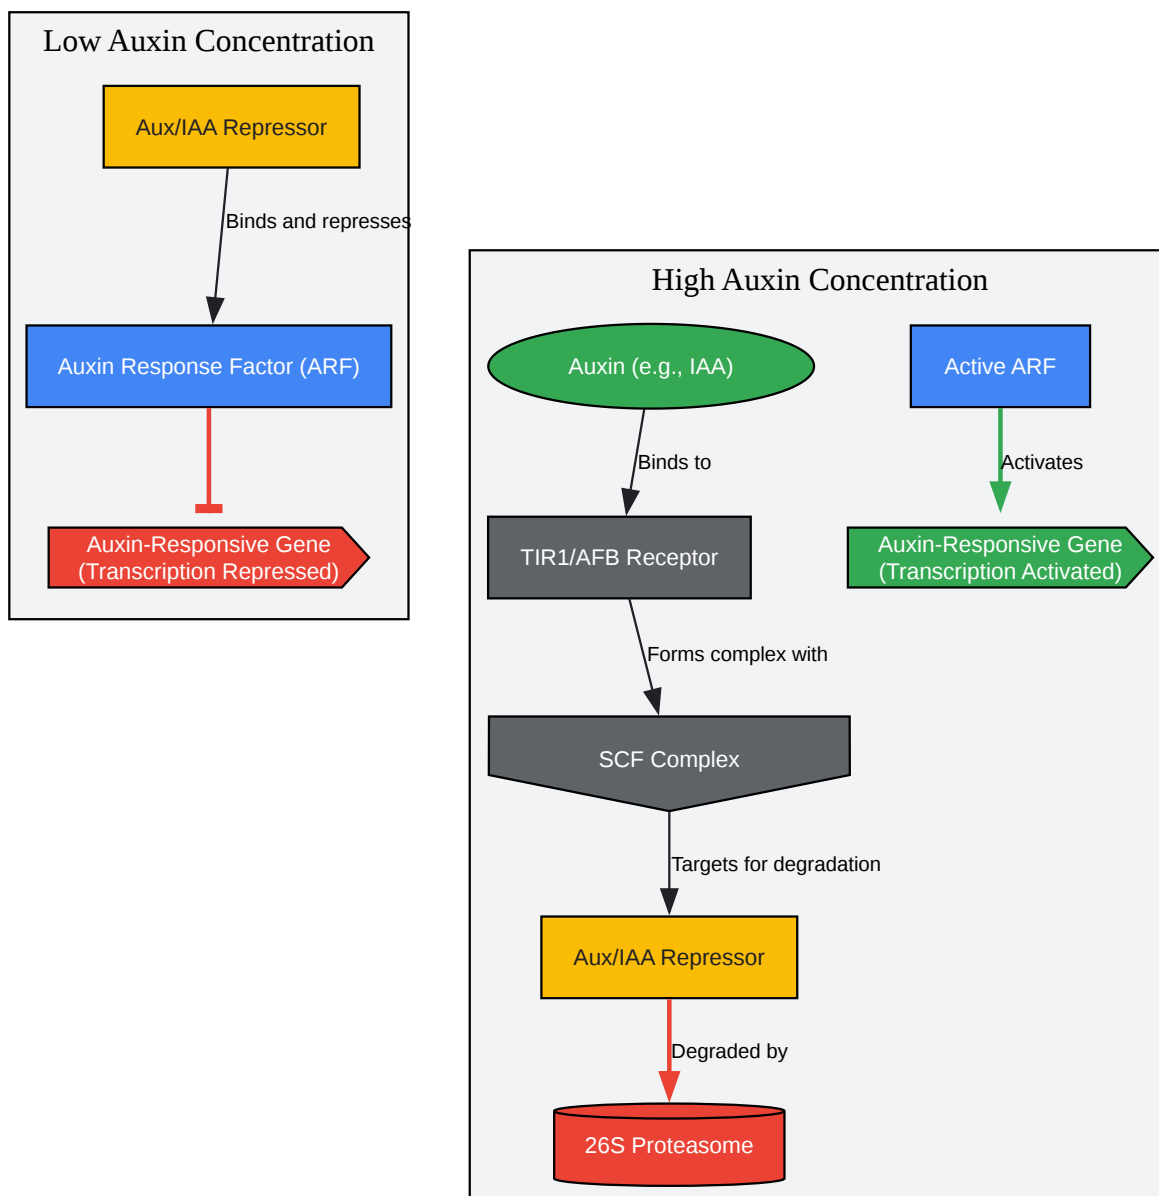 Low Auxin Concentration
Aux/IAA Repressor
Binds and represses
Auxin Response Factor (ARF)
Auxin-Responsive Gene
(Transcription Repressed)
High Auxin Concentration
Auxin (e.g., IAA)
Active ARF
Binds to
Activates
TIR1/AFB Receptor
Auxin-Responsive Gene
(Transcription Activated)
Forms complex with
SCF Complex
Targets for degradation
Aux/IAA Repressor
Degraded by
26S Proteasome